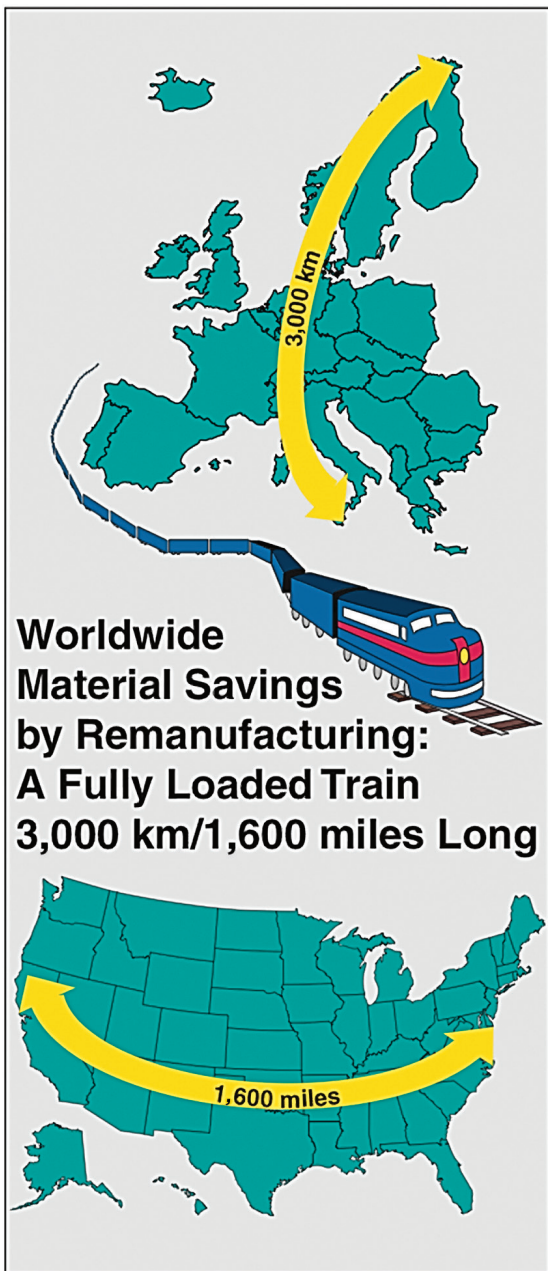 3,000 km
Worldwide
Material Savings
by Remanufacturing:
A Fully Loaded Train
3,000 km/1,600 miles Long
1,600 miles